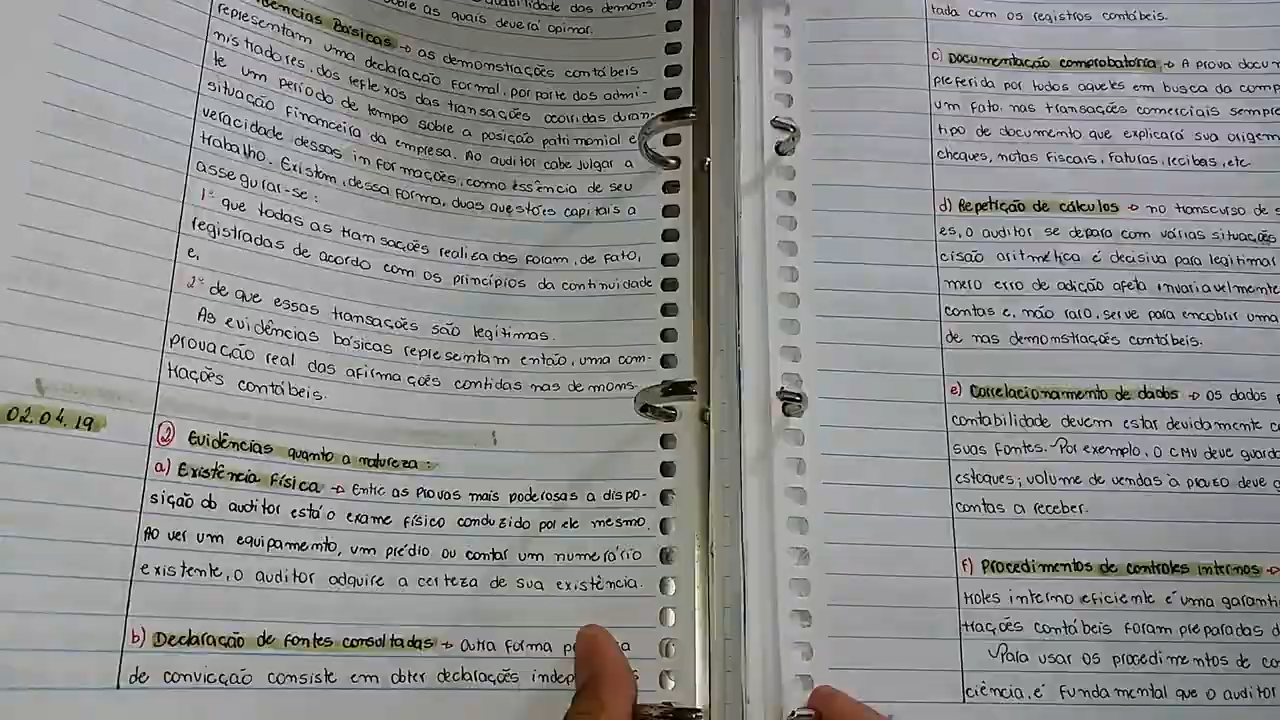 sobre as quais deverá opinar.
Básicas → as demonstrações contábeis
representam uma declaração formal, por parte dos admi-
nistradores, dos reflexos das transações ocorridas duran-
te um período de tempo sobre a posição patrimonial e
situação financeira da empresa. Ao auditor cabe julgar a
veracidade dessas informações, como essência de seu
trabalho. Existem, dessa forma, duas questões capitais a
assegurar-se:
1º que todas as transações realizadas foram, de fato,
registradas de acordo com os princípios da continuidade
e,
2º de que essas transações são legítimas.
As evidências básicas representam então, uma com-
provação real das afirmações contidas nas demons-
trações contábeis.
02.04.19
② Evidências quanto a natureza:
a) Existência Física → Entre as provas mais poderosas a dispo-
sição do auditor está o exame físico conduzido por ele mesmo.
Ao ver um equipamento, um prédio ou contar um numerário
existente, o auditor adquire a certeza de sua existência.
b) Declaração de fontes consultadas → Outra forma
de convicção consiste em obter declarações
tada com os registros contábeis.
c) Documentação comprobatória → A prova
preferida por todos aqueles em busca da
um fato, nas transações comerciais sempre
tipo de documento que explicará sua origem
cheques, notas fiscais, faturas, recibos, etc
d) Repetição de cálculos → no transcurso de
es, o auditor se depara com várias situações
cisão aritmética é decisiva para legitimar
mero erro de adição afeta invariavelmente
contas e, não raro, serve para encobrir uma
de nas demonstrações contábeis.
e) Correlacionamento de dados → os dados
contabilidade devem estar devidamente
suas fontes. Por exemplo, o CMV deve
estoques; volume de vendas à prazo deve
contas a receber.
f) Procedimentos de controles internos →
troles interno eficiente é uma
trações contábeis foram preparadas
Para usar os procedimentos de
ciência, é fundamental que o auditor